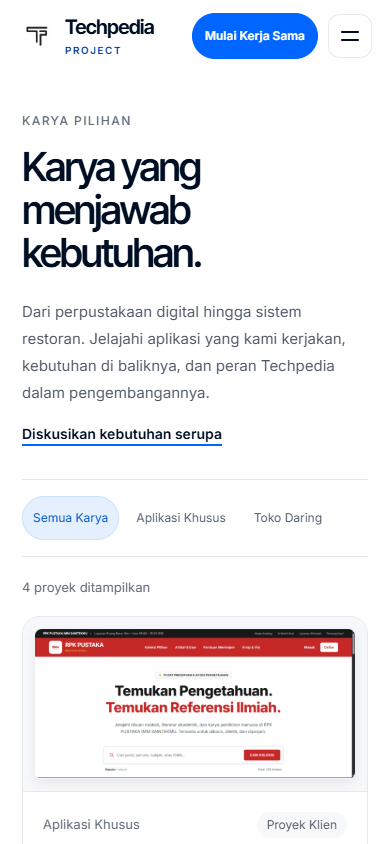 Techpedia
PROJECT
Mulai Kerja Sama
KARYA PILIHAN
Karya yang
menjawab
kebutuhan.
Dari perpustakaan digital hingga sistem
restoran. Jelajahi aplikasi yang kami kerjakan,
kebutuhan di baliknya, dan peran Techpedia
dalam pengembangannya.
Diskusikan kebutuhan serupa
Semua Karya Aplikasi Khusus Toko Daring
4 proyek ditampilkan
RPK PUSTAKA
Temukan Pengetahuan.
Temukan Referensi Ilmiah.
Aplikasi Khusus Proyek Klien